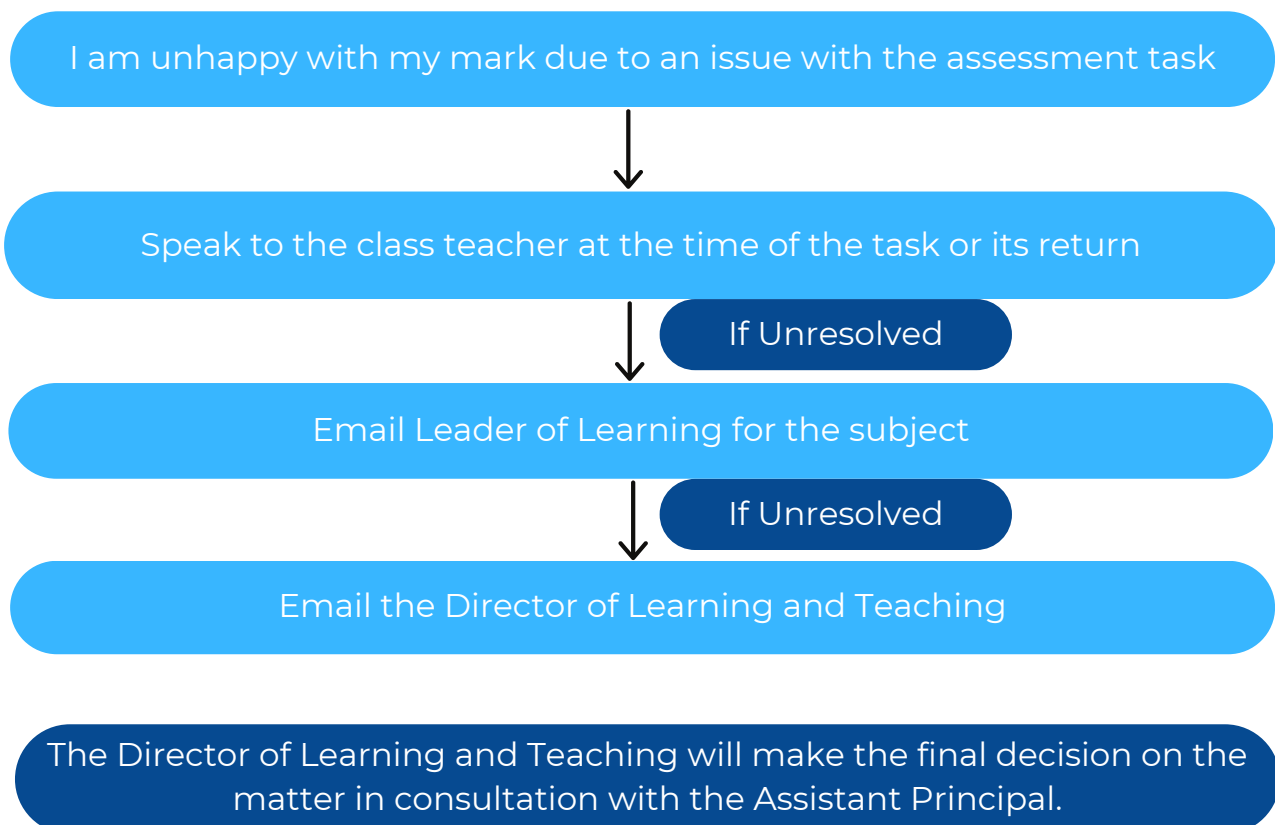 I am unhappy with my mark due to an issue with the assessment task
Speak to the class teacher at the time of the task or its return
If Unresolved
Email Leader of Learning for the subject
If Unresolved
Email the Director of Learning and Teaching
The Director of Learning and Teaching will make the final decision on the
matter in consultation with the Assistant Principal.